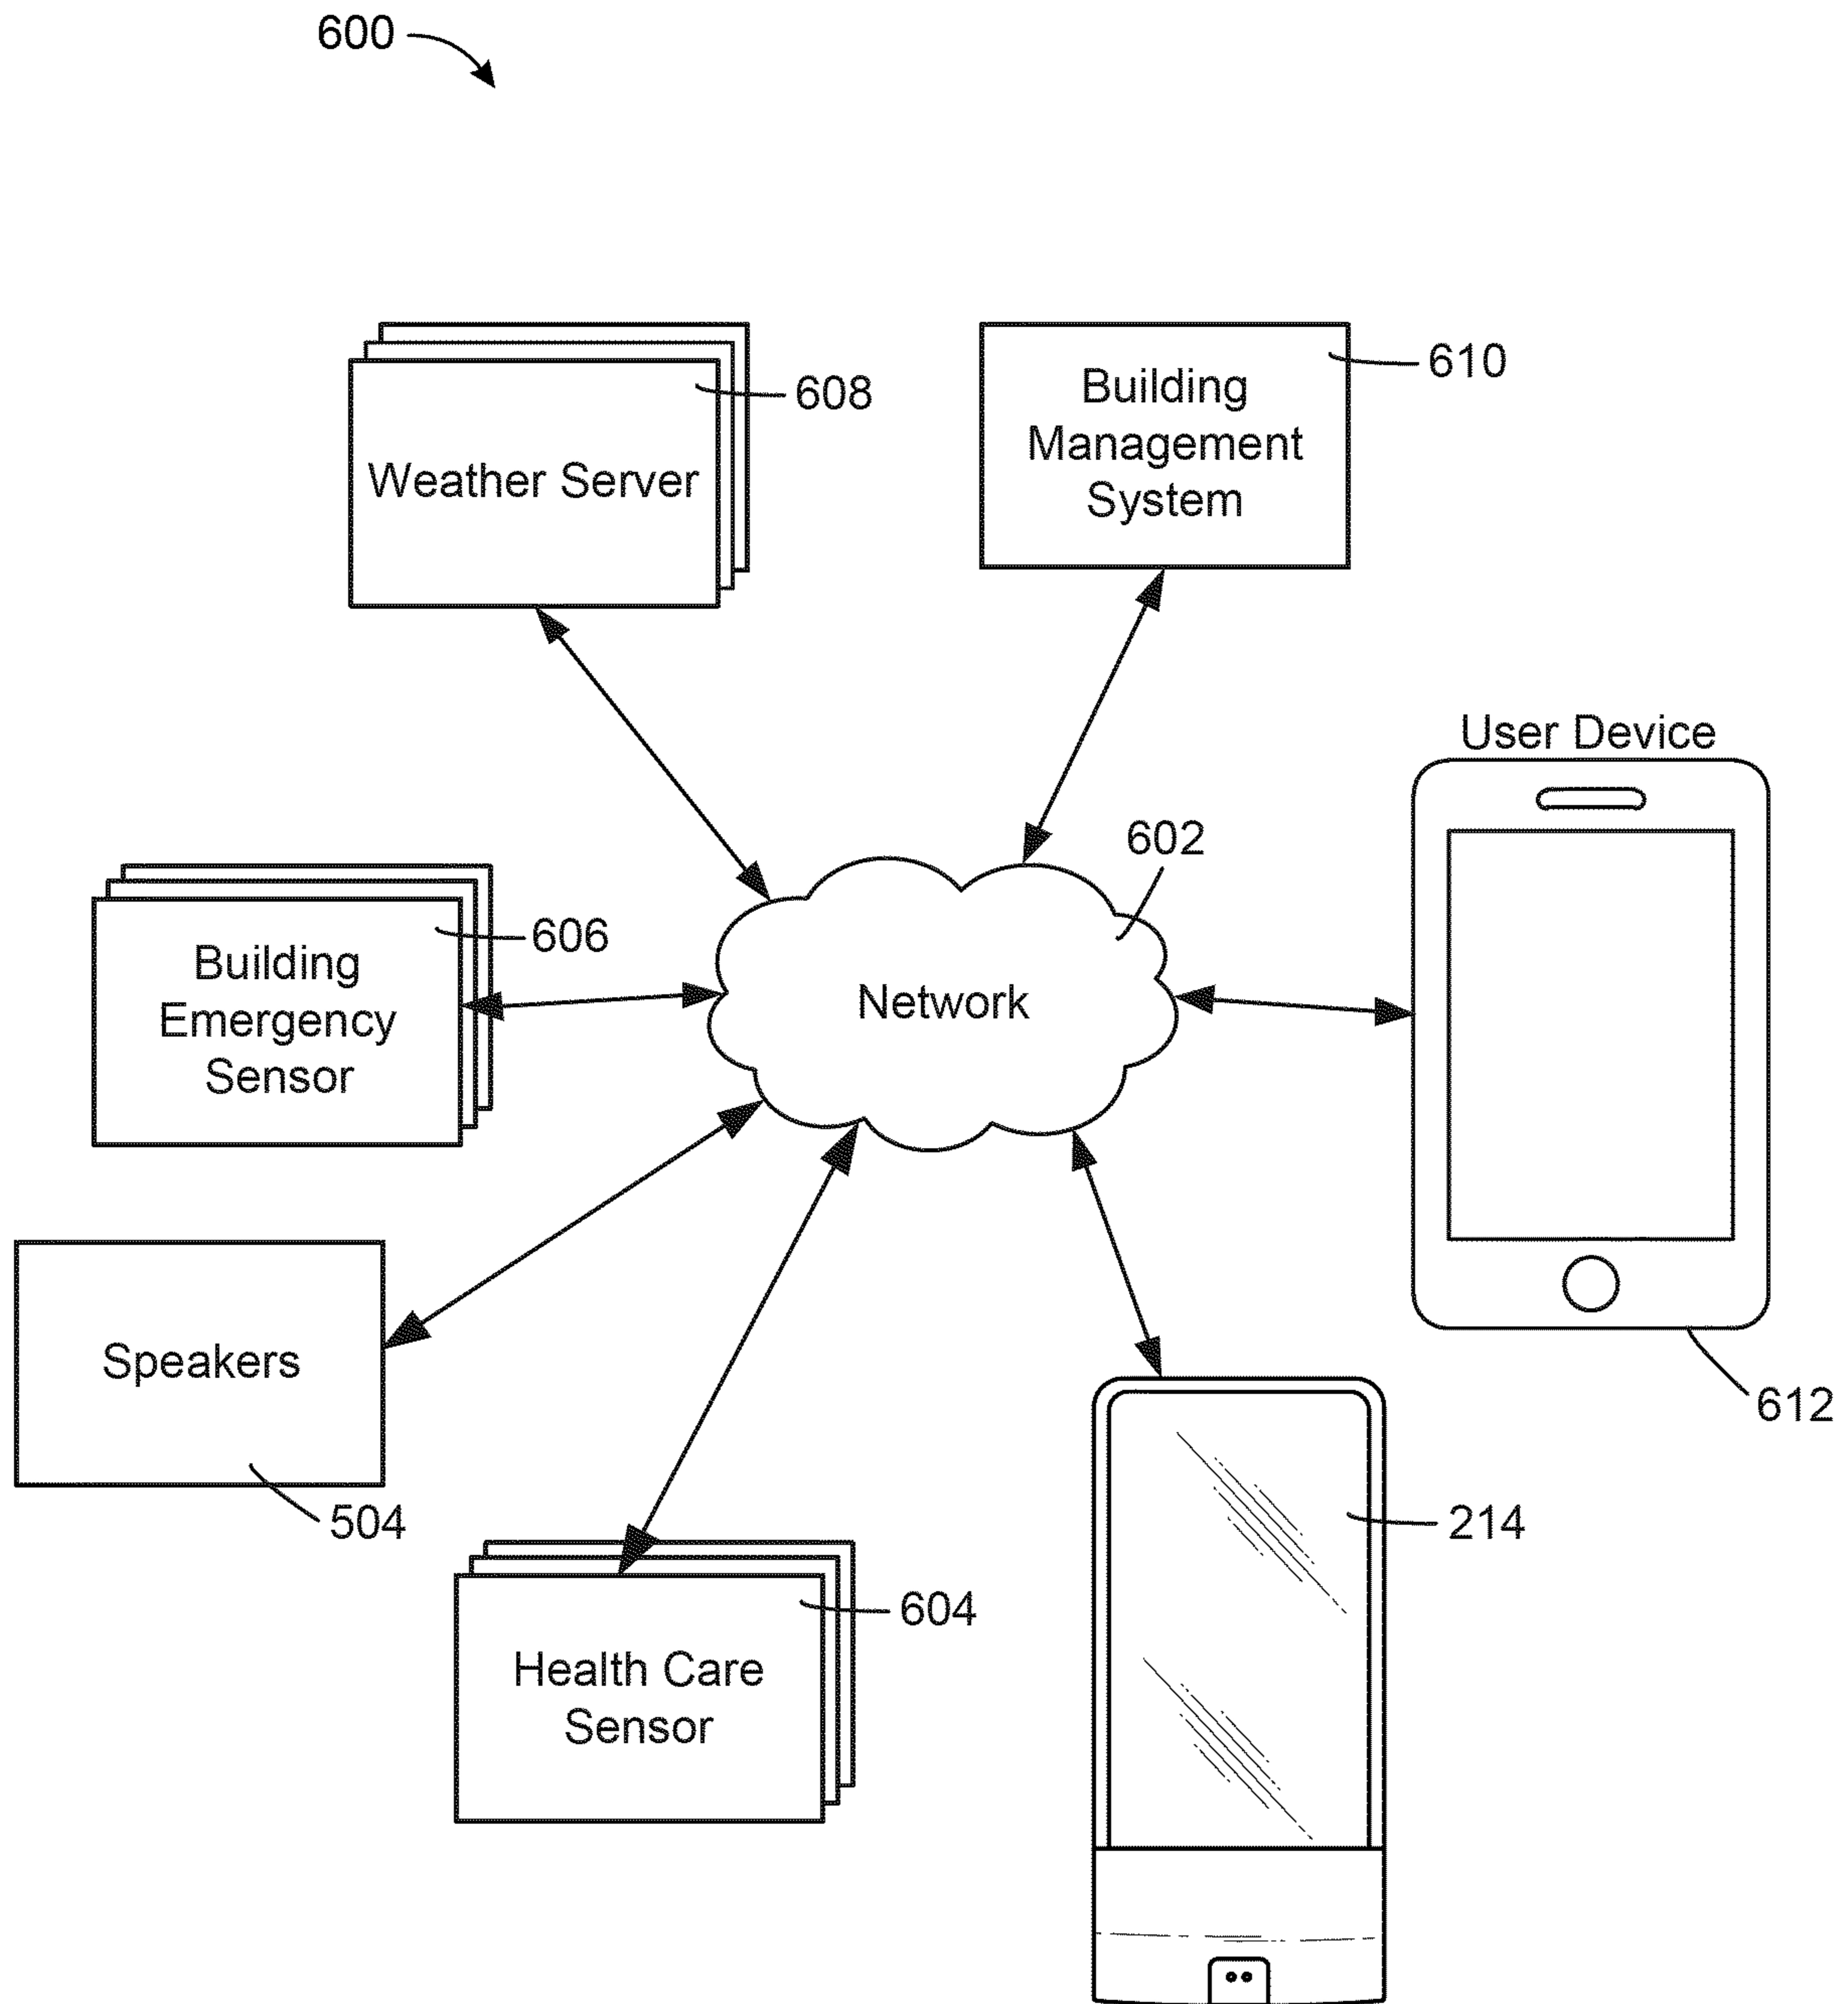 600
608
Weather Server
610
Building
Management
System
User Device
602
606
Building
Emergency
Sensor
Network
Speakers
504
612
214
604
Health Care
Sensor